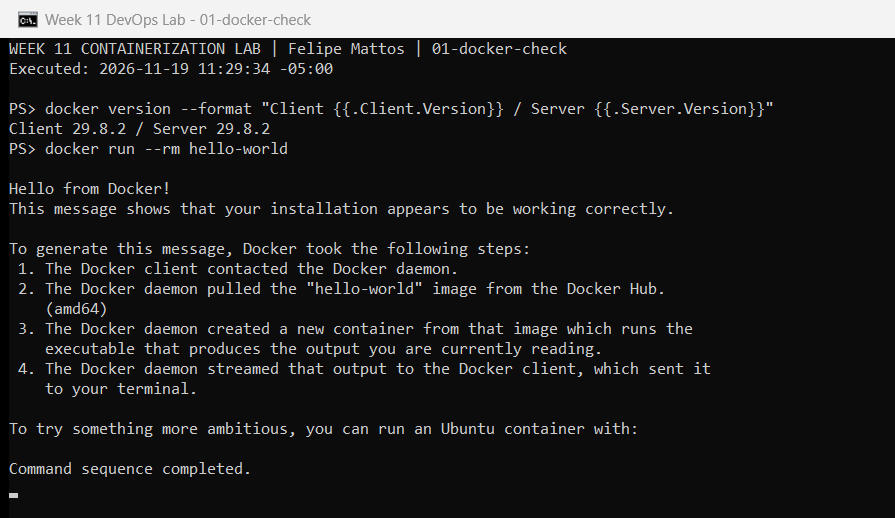 Week 11 DevOps Lab - 01-docker-check
WEEK 11 CONTAINERIZATION LAB | Felipe Mattos | 01-docker-check
Executed: 2026-11-19 11:29:34 -05:00
PS> docker version --format "Client {{.Client.Version}} / Server {{.Server.Version}}"
Client 29.8.2 / Server 29.8.2
PS> docker run --rm hello-world
Hello from Docker!
This message shows that your installation appears to be working correctly.
To generate this message, Docker took the following steps:
1. The Docker client contacted the Docker daemon.
2. The Docker daemon pulled the "hello-world" image from the Docker Hub.
(amd64)
3. The Docker daemon created a new container from that image which runs the
executable that produces the output you are currently reading.
4. The Docker daemon streamed that output to the Docker client, which sent it
to your terminal.
To try something more ambitious, you can run an Ubuntu container with:
Command sequence completed.